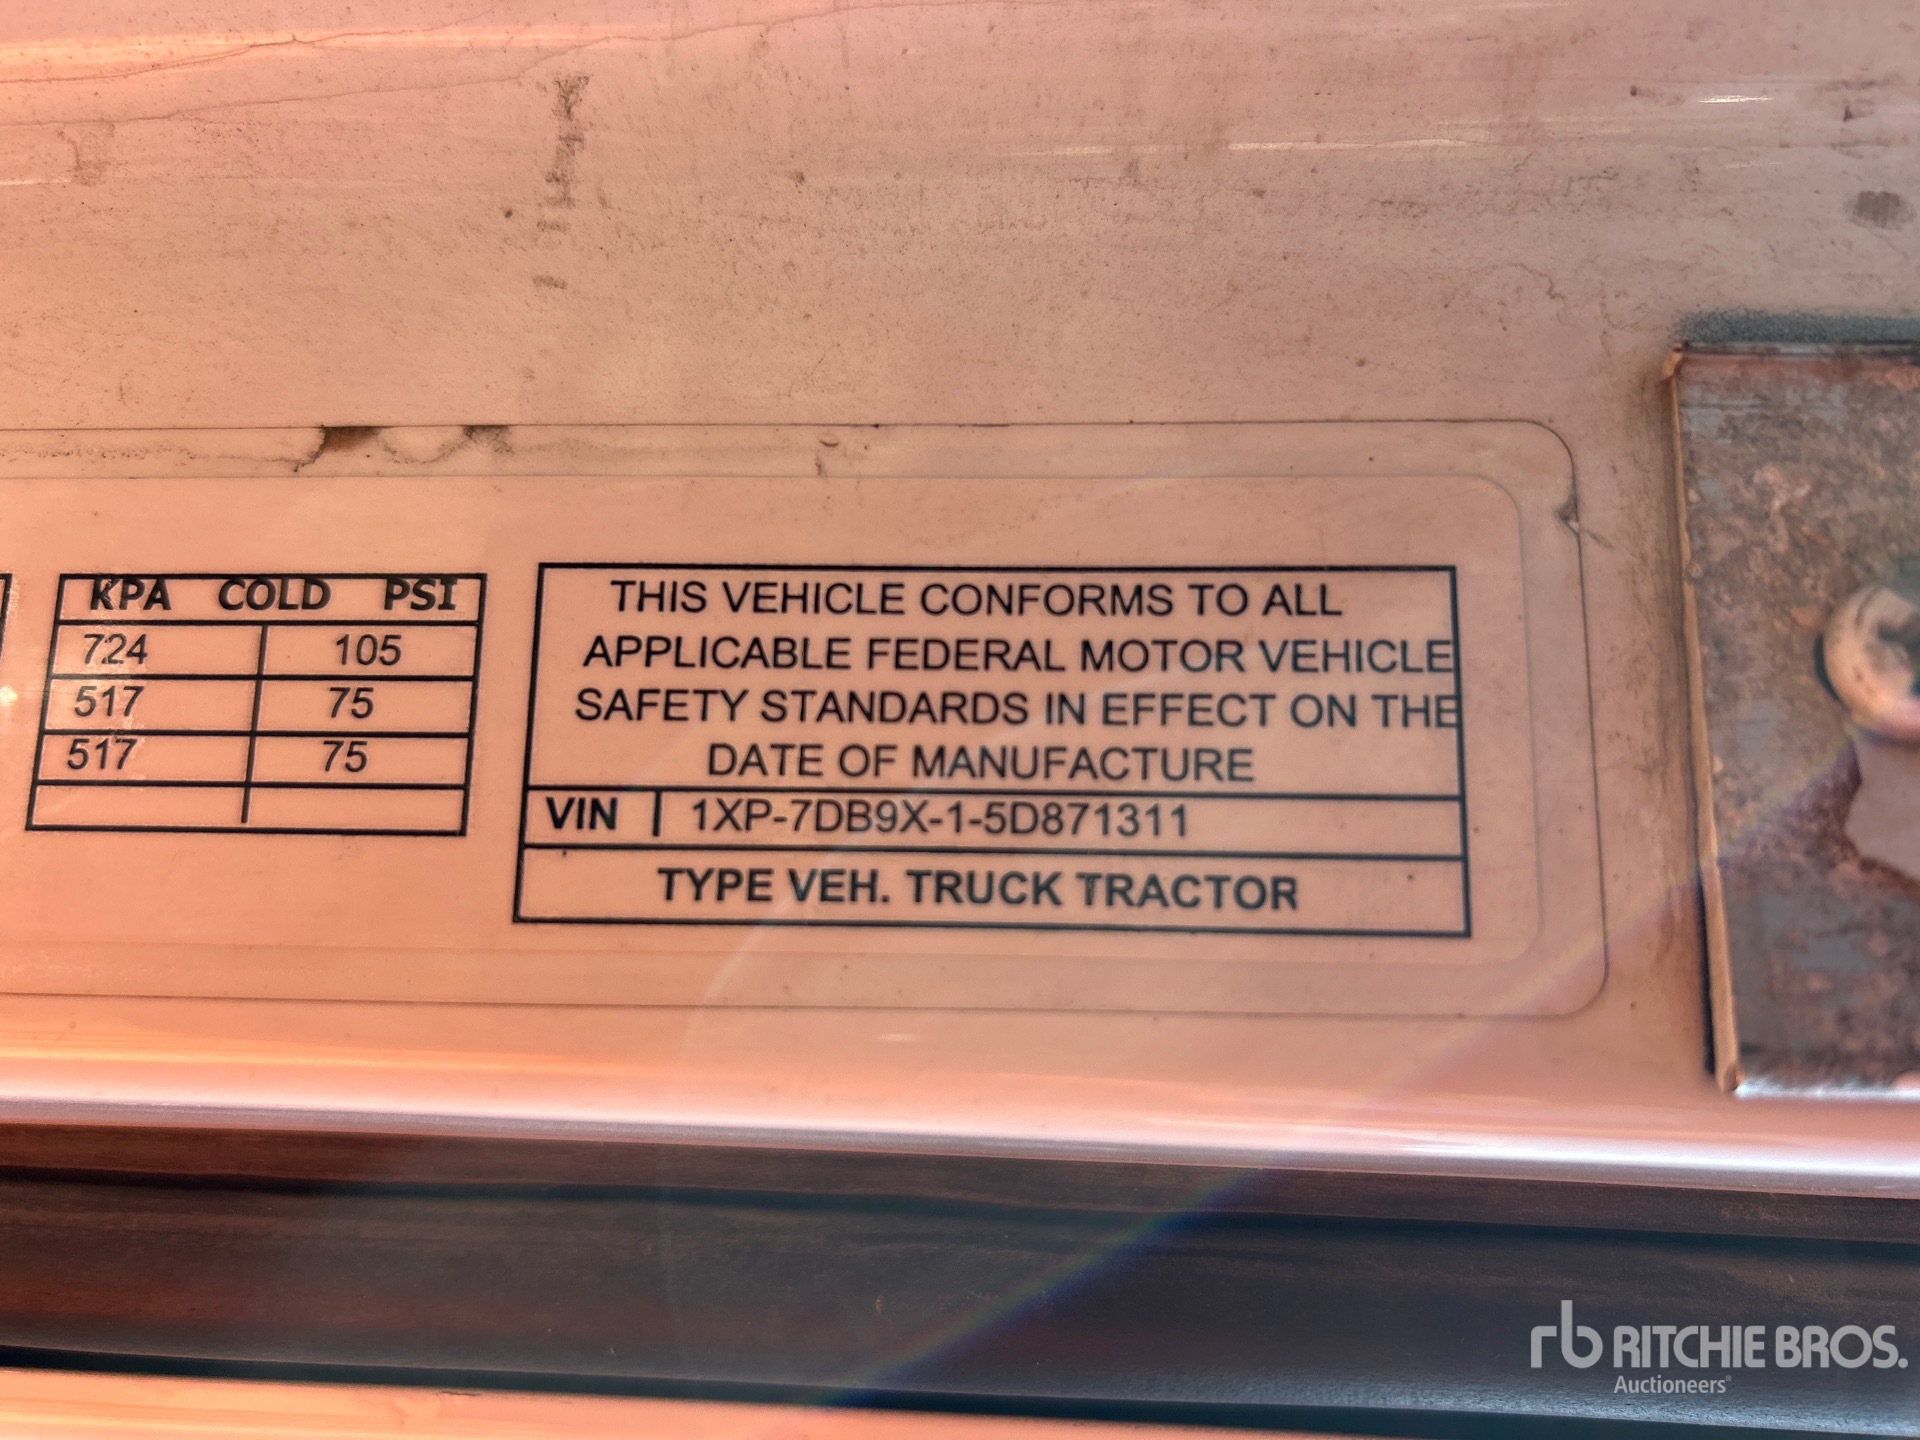 KPA COLD PSI
724 105
517 75
517 75
THIS VEHICLE CONFORMS TO ALL
APPLICABLE FEDERAL MOTOR VEHICLE
SAFETY STANDARDS IN EFFECT ON THE
DATE OF MANUFACTURE
VIN 1XP-7DB9X-1-5D871311
TYPE VEH. TRUCK TRACTOR
rb RITCHIE BROS.
Auctioneers®